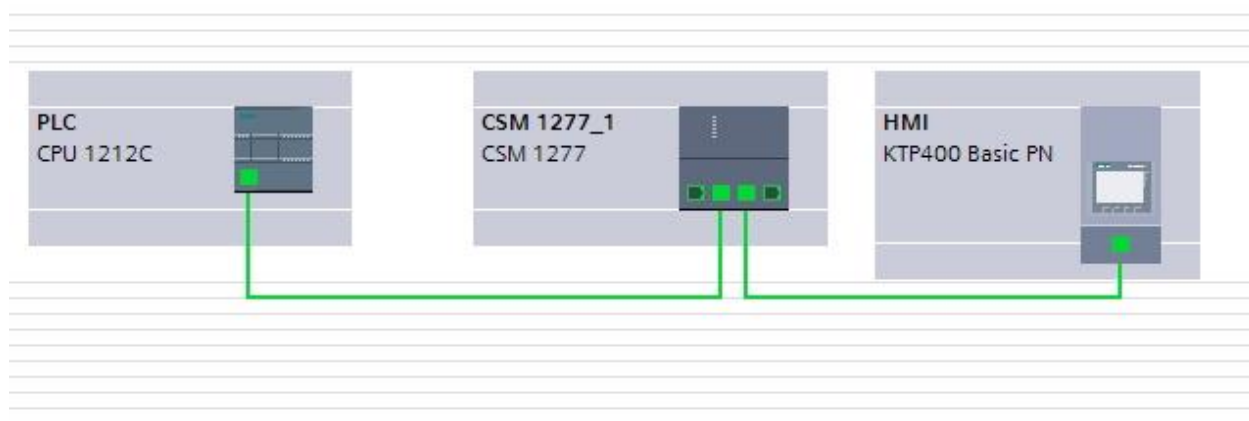 PLC
CPU 1212C
CSM 1277_1
CSM 1277
HMI
KTP400 Basic PN